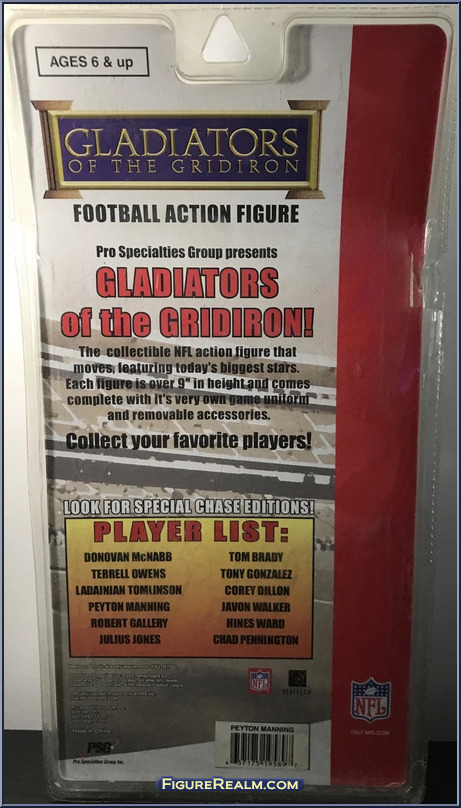 AGES 6 & up
GLADIATORS
OF THE GRIDIRON
FOOTBALL ACTION FIGURE
Pro Specialties Group presents
GLADIATORS
of the GRIDIRON!
The collectible NFL action figure that
moves, featuring today's biggest stars.
Each figure is over 9" in height and comes
complete with it's very own game uniform
and removable accessories.
Collect your favorite players!
LOOK FOR SPECIAL CHASE EDITIONS!
PLAYER LIST:
DONOVAN McNABB
TERRELL OWENS
LADAINIAN TOMLINSON
PEYTON MANNING
ROBERT GALLERY
JULIUS JONES
TOM BRADY
TONY GONZALEZ
COREY DILLON
JAVON WALKER
HINES WARD
CHAD PENNINGTON
NFL
PLAYERS
NFL
VISIT NFL.COM
Made in China
PSG
Pro Specialties Group Inc.
PEYTON MANNING
FIGUREREALM.COM